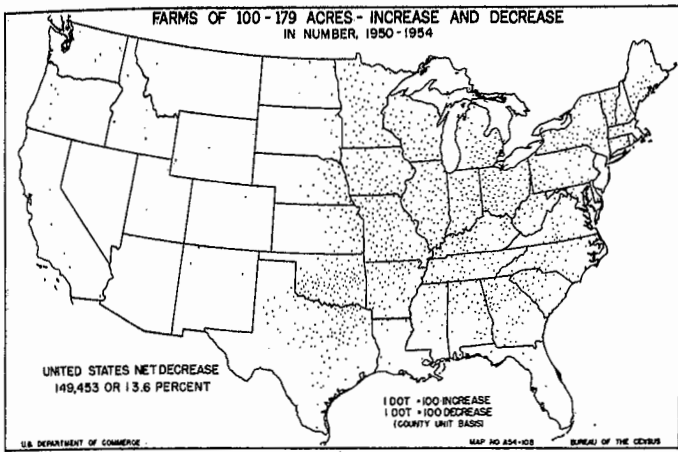 FARMS OF 100-179 ACRES - INCREASE AND DECREASE
IN NUMBER, 1950-1954
UNITED STATES NET DECREASE
149,453 OR 13.6 PERCENT
1 DOT = 100 INCREASE
1 DOT = 100 DECREASE
(COUNTY UNIT BASIS)
U.S. DEPARTMENT OF COMMERCE
MAP NO A54-108
BUREAU OF THE CENSUS